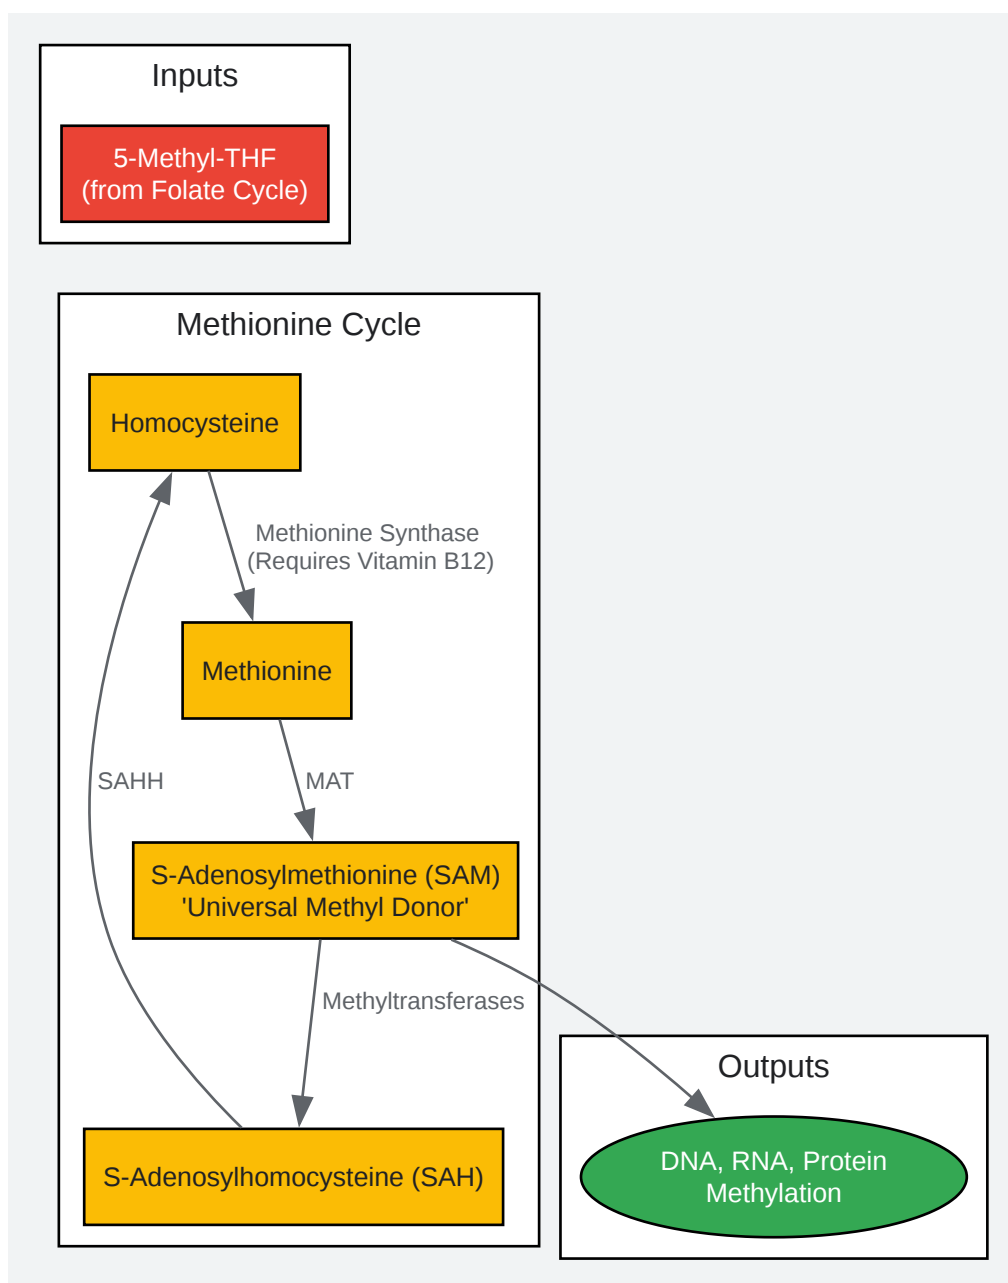 Inputs
5-Methyl-THF
(from Folate Cycle)
Methionine Cycle
Homocysteine
Methionine Synthase
(Requires Vitamin B12)
Methionine
SAHH
MAT
S-Adenosylmethionine (SAM)
'Universal Methyl Donor'
Methyltransferases
Outputs
DNA, RNA, Protein
Methylation
S-Adenosylhomocysteine (SAH)